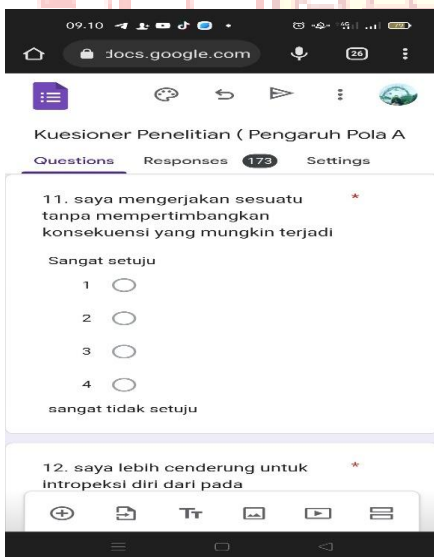 09.10
docs.google.com
26
Kuesioner Penelitian ( Pengaruh Pola A
Questions Responses 173 Settings
11. saya mengerjakan sesuatu *
tanpa mempertimbangkan
konsekuensi yang mungkin terjadi
Sangat setuju
1
2
3
4
sangat tidak setuju
12. saya lebih cenderung untuk *
intropeksi diri dari pada
Tт